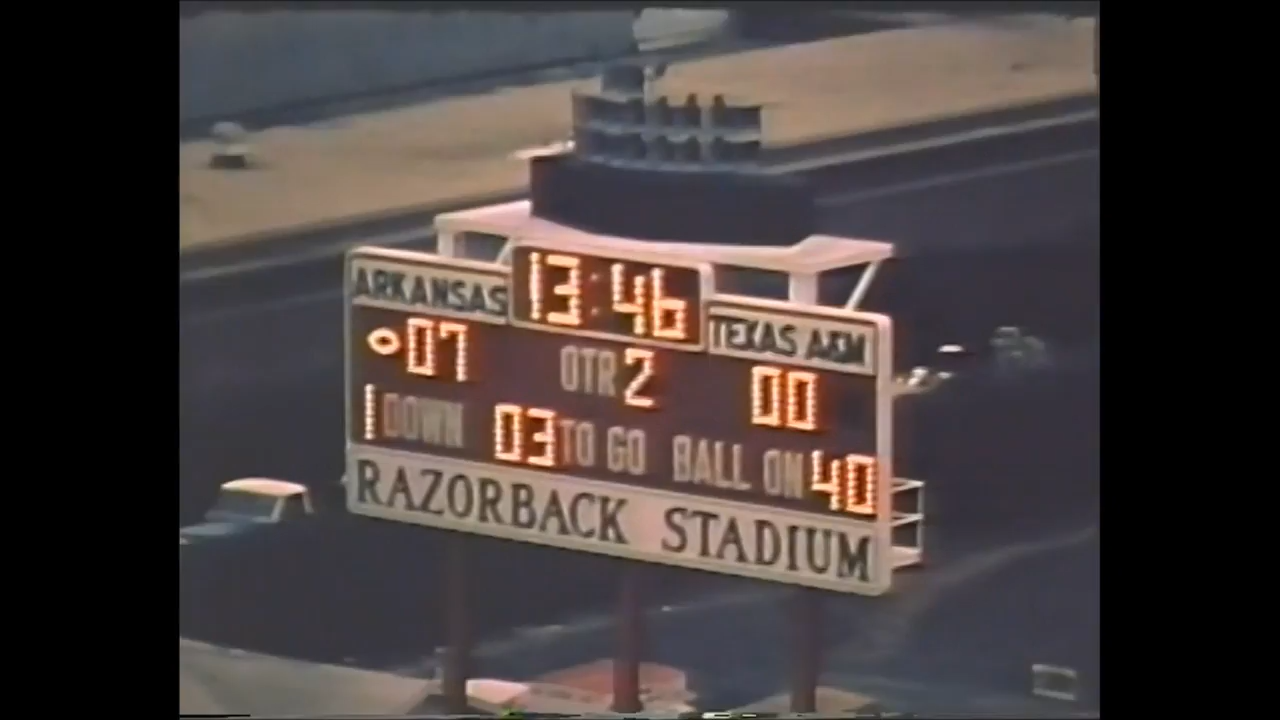 13:46
ARKANSAS TEXAS A&M
07 QTR 2 00
1 DOWN 03 TO GO BALL ON 40
RAZORBACK STADIUM